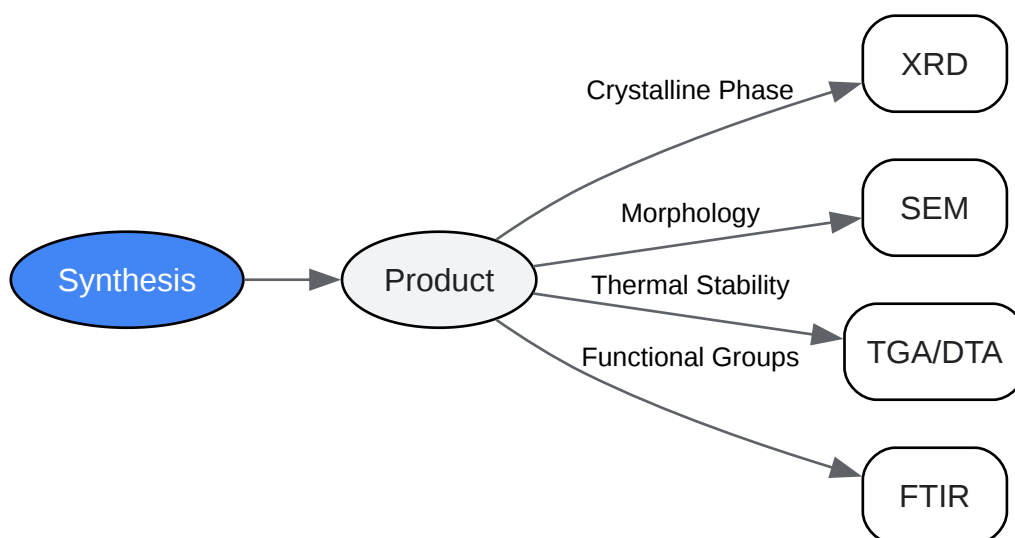 XRD
Crystalline Phase
SEM
Morphology
Synthesis
Product
Thermal Stability
TGA/DTA
Functional Groups
FTIR